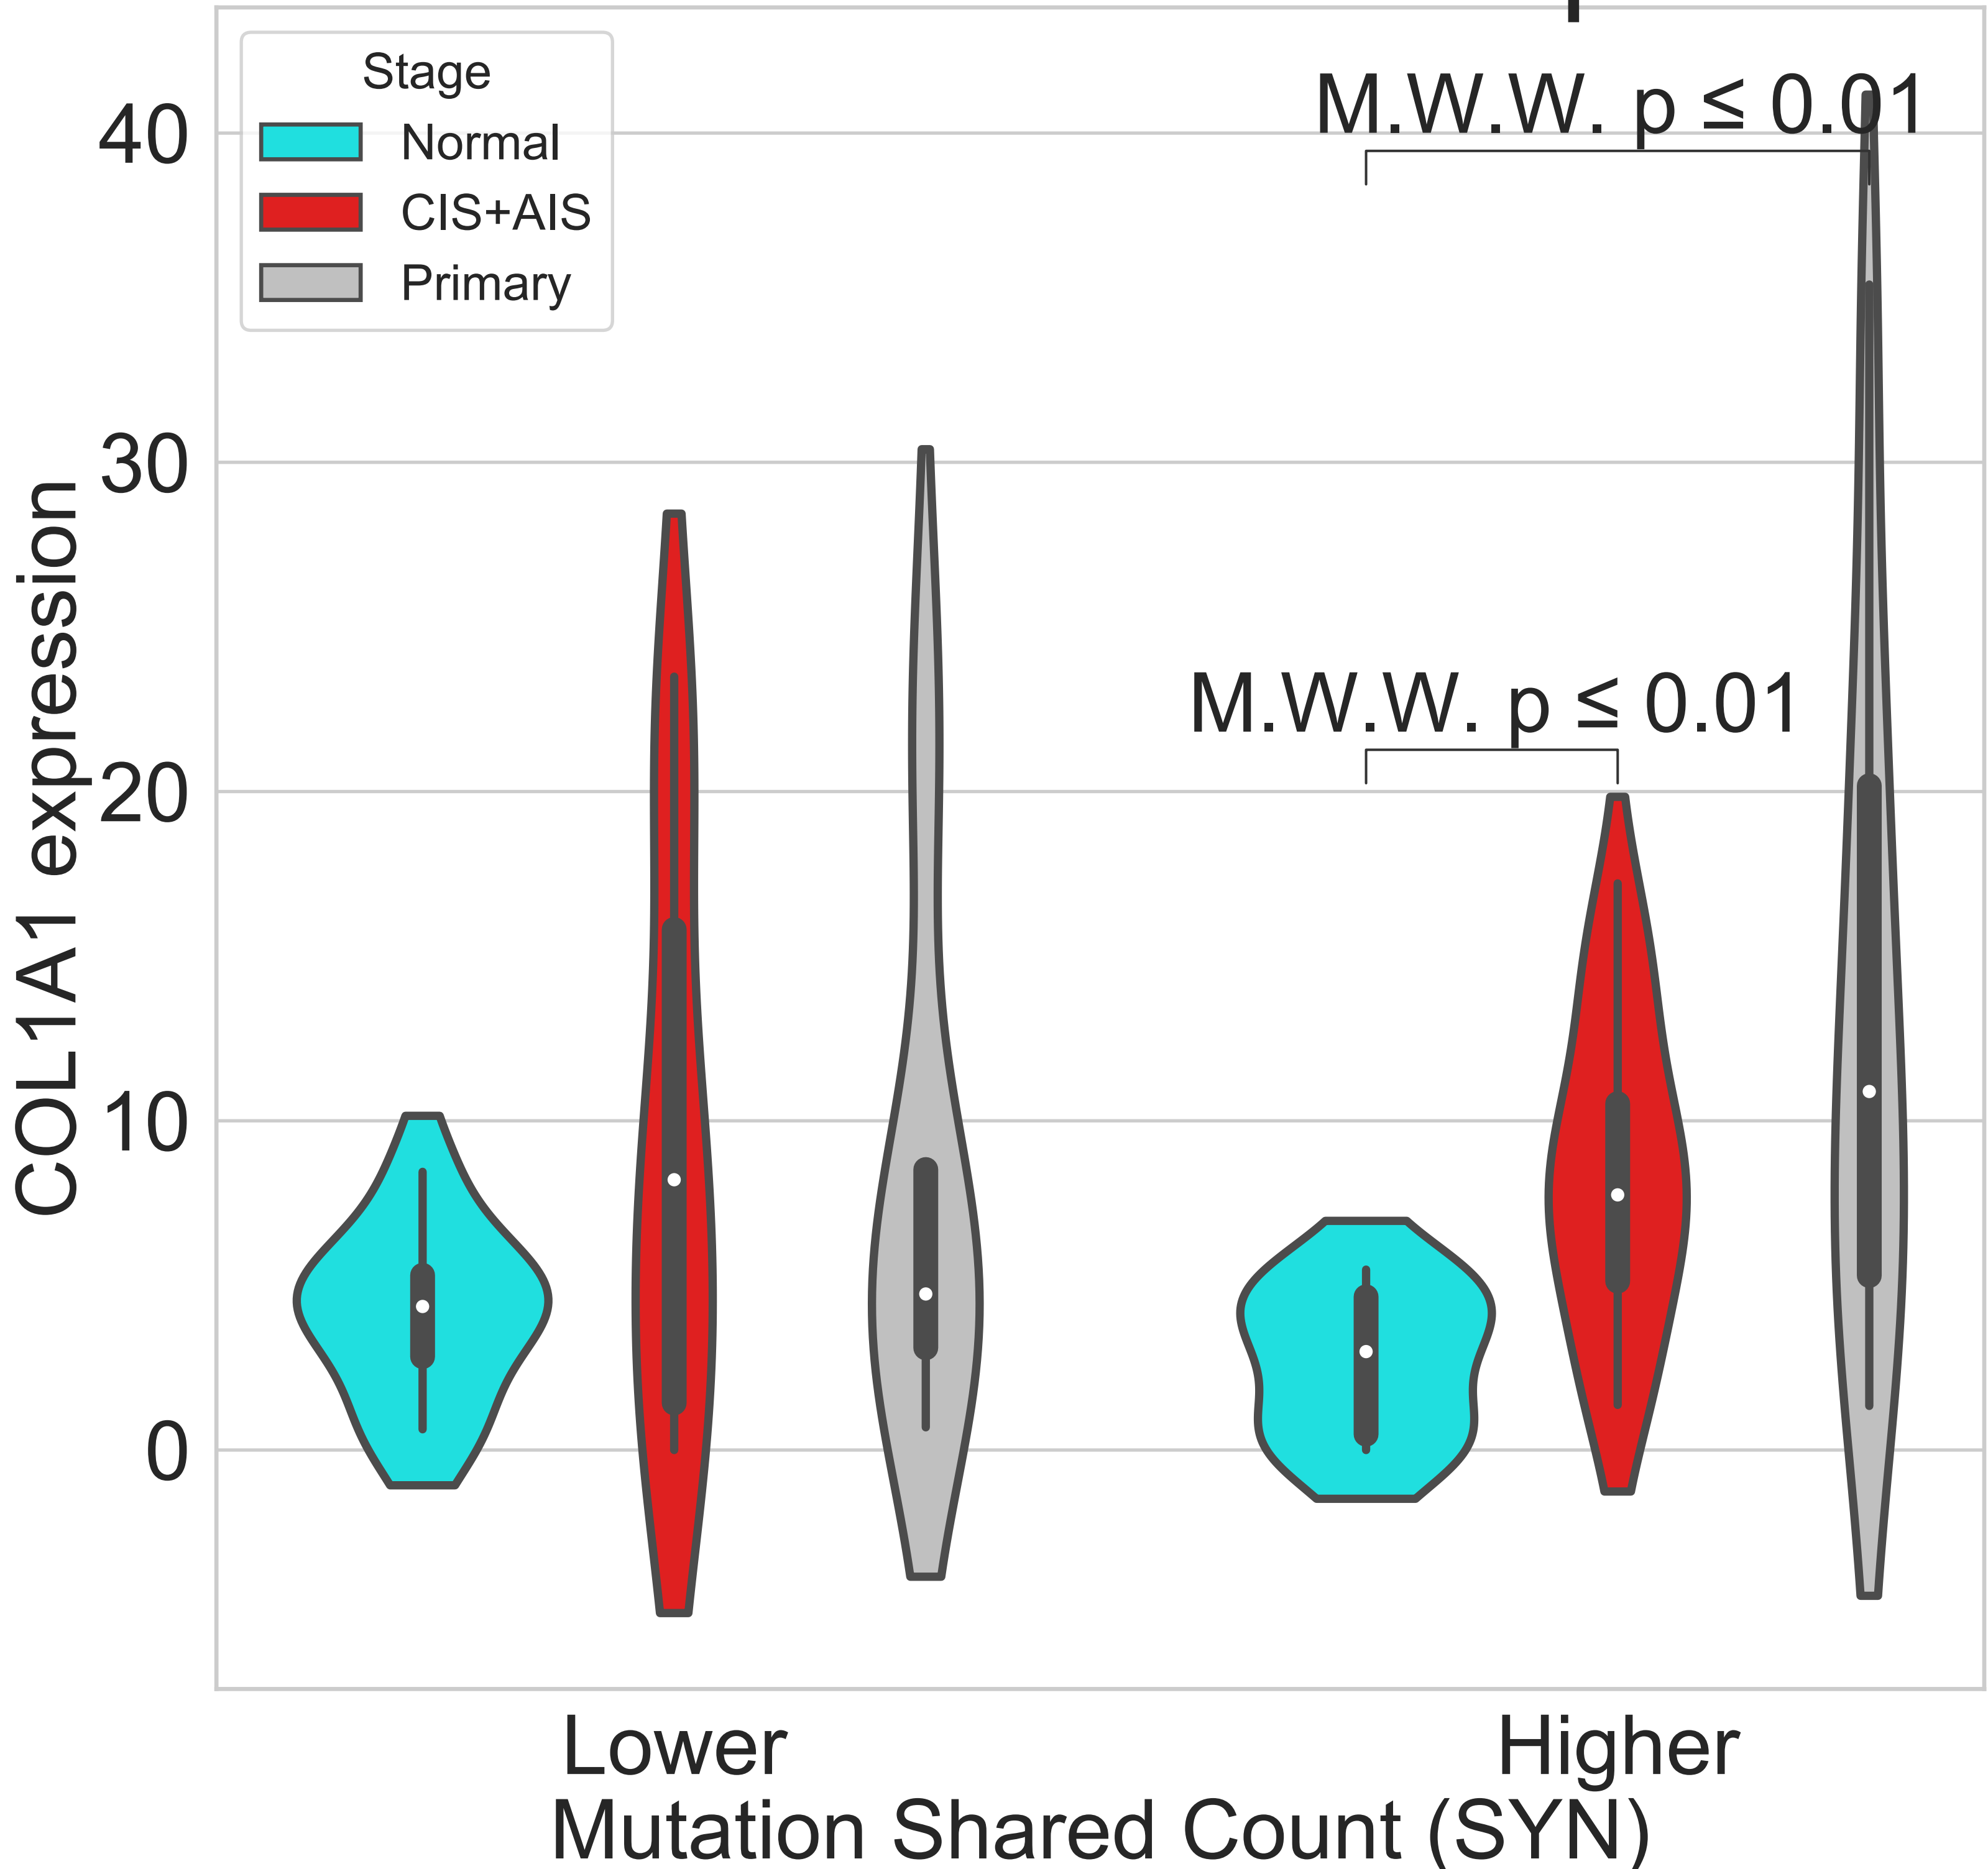 Stage
Normal
CIS+AIS
Primary
M.W.W. p ≤ 0.01
M.W.W. p ≤ 0.01
COL1A1 expression
40
30
20
10
0
Lower
Higher
Mutation Shared Count (SYN)